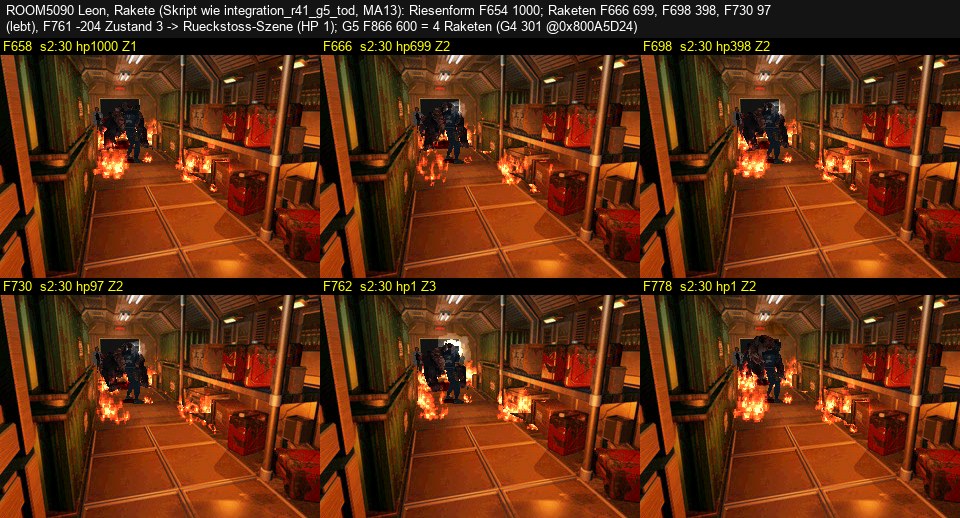 ROOM5090 Leon, Rakete (Skript wie integration_r41_g5_tod, MA13): Riesenform F654 1000; Raketen F666 699, F698 398, F730 97
(lebt), F761 -204 Zustand 3 -> Rueckstoss-Szene (HP 1); G5 F866 600 = 4 Raketen (G4 301 @0x800A5D24)
F658 s2:30 hp1000 Z1
F666 s2:30 hp699 Z2
F698 s2:30 hp398 Z2
F730 s2:30 hp97 Z2
F762 s2:30 hp1 Z3
F778 s2:30 hp1 Z2